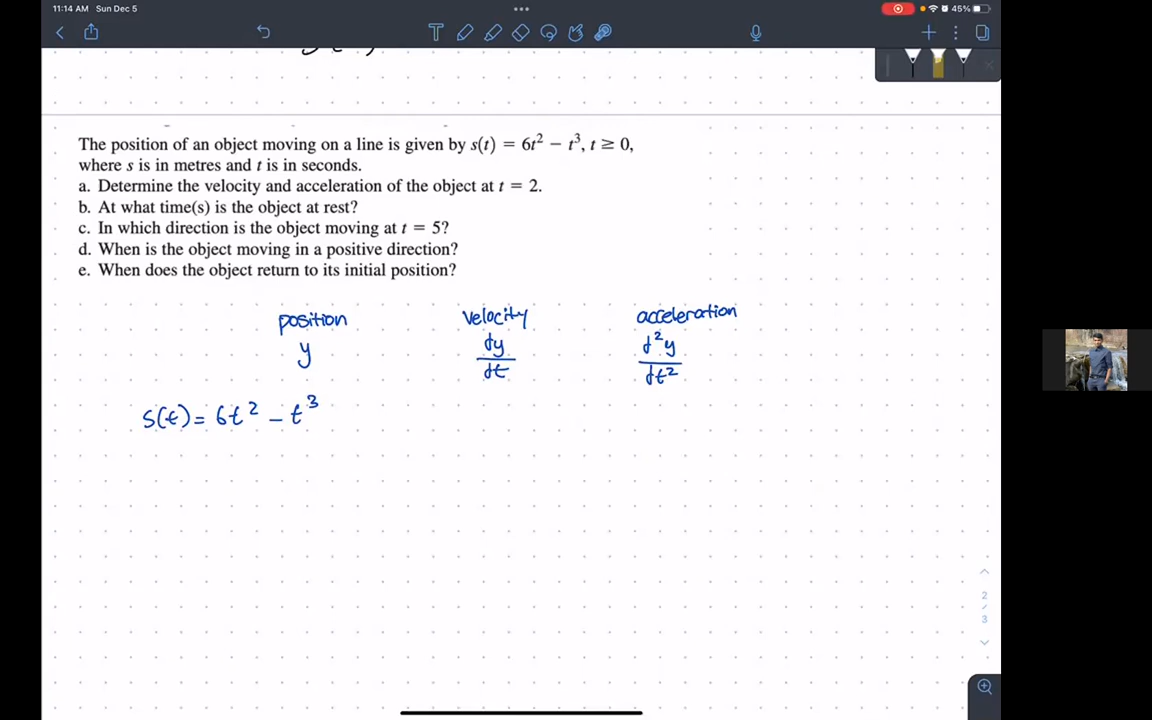 11:14 AM Sun Dec 5
45%
The position of an object moving on a line is given by s(t) = 6t² − t³, t ≥ 0,
where s is in metres and t is in seconds.
a. Determine the velocity and acceleration of the object at t = 2.
b. At what time(s) is the object at rest?
c. In which direction is the object moving at t = 5?
d. When is the object moving in a positive direction?
e. When does the object return to its initial position?
position velocity acceleration
y dy/dt d²y/dt²
s(t) = 6t² − t³
2
/
3